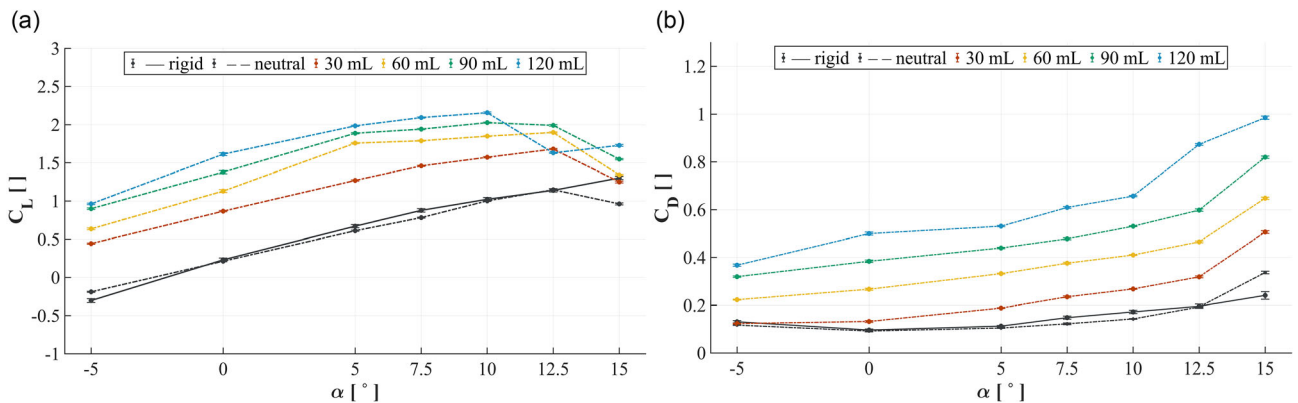 (a)
rigid neutral 30 mL 60 mL 90 mL 120 mL
3
2.5
2
1.5
1
0.5
0
-0.5
-1
C_L [ ]
-5 0 5 7.5 10 12.5 15
α [ ° ]
(b)
rigid neutral 30 mL 60 mL 90 mL 120 mL
1.2
1
0.8
0.6
0.4
0.2
0
C_D [ ]
-5 0 5 7.5 10 12.5 15
α [ ° ]